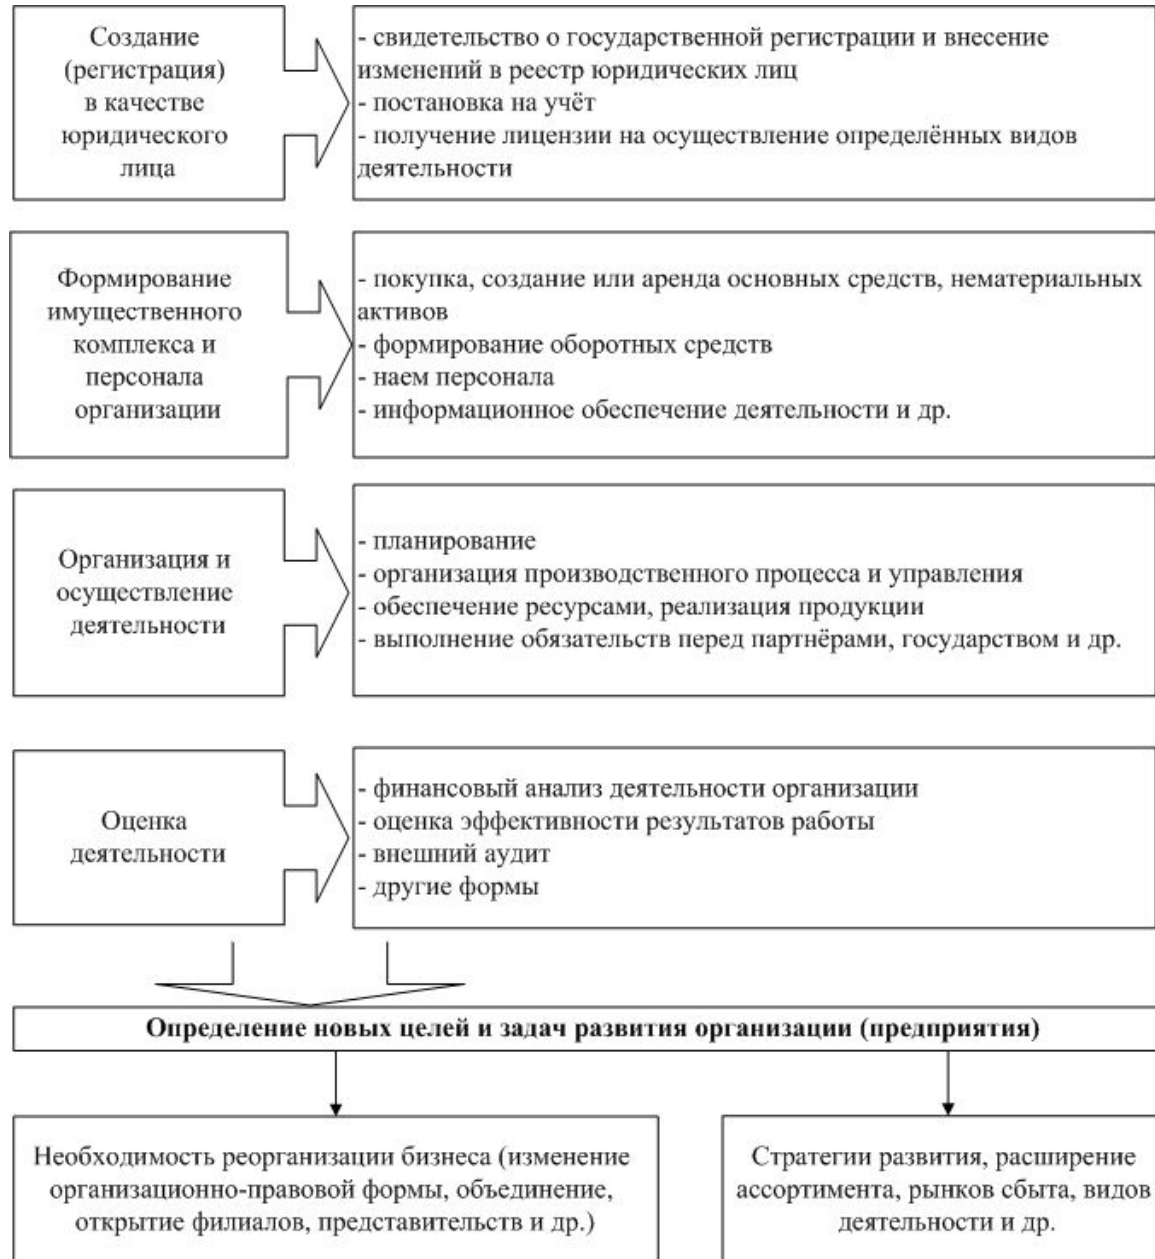 Создание
(регистрация)
в качестве
юридического
лица
- свидетельство о государственной регистрации и внесение
изменений в реестр юридических лиц
- постановка на учёт
- получение лицензии на осуществление определённых видов
деятельности
Формирование
имущественного
комплекса и
персонала
организации
- покупка, создание или аренда основных средств, нематериальных
активов
- формирование оборотных средств
- наем персонала
- информационное обеспечение деятельности и др.
Организация и
осуществление
деятельности
- планирование
- организация производственного процесса и управления
- обеспечение ресурсами, реализация продукции
- выполнение обязательств перед партнёрами, государством и др.
Оценка
деятельности
- финансовый анализ деятельности организации
- оценка эффективности результатов работы
- внешний аудит
- другие формы
Определение новых целей и задач развития организации (предприятия)
Необходимость реорганизации бизнеса (изменение
организационно-правовой формы, объединение,
открытие филиалов, представительств и др.)
Стратегии развития, расширение
ассортимента, рынков сбыта, видов
деятельности и др.